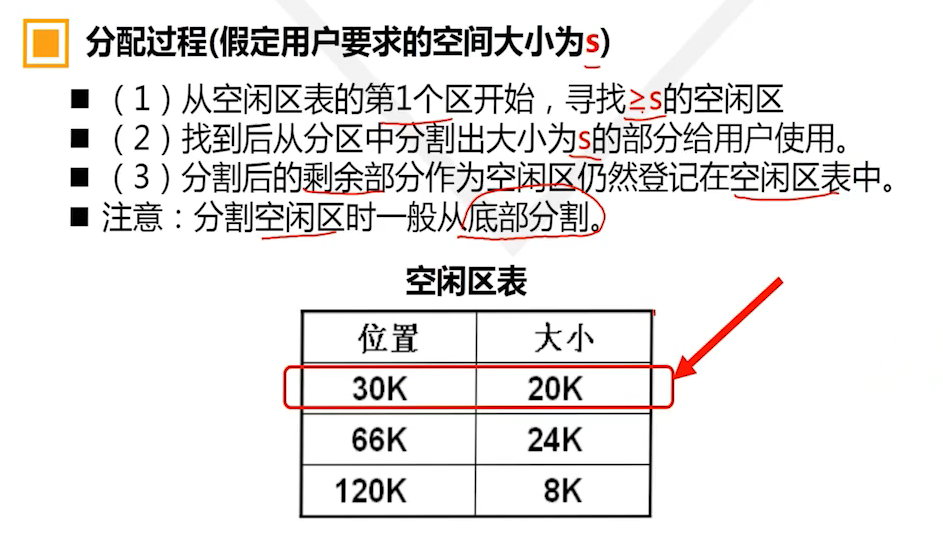 分配过程(假定用户要求的空间大小为s)
■ （1）从空闲区表的第1个区开始，寻找≥s的空闲区
■ （2）找到后从分区中分割出大小为s的部分给用户使用。
■ （3）分割后的剩余部分作为空闲区仍然登记在空闲区表中。
■ 注意：分割空闲区时一般从底部分割。
空闲区表
位置 大小
30K 20K
66K 24K
120K 8K